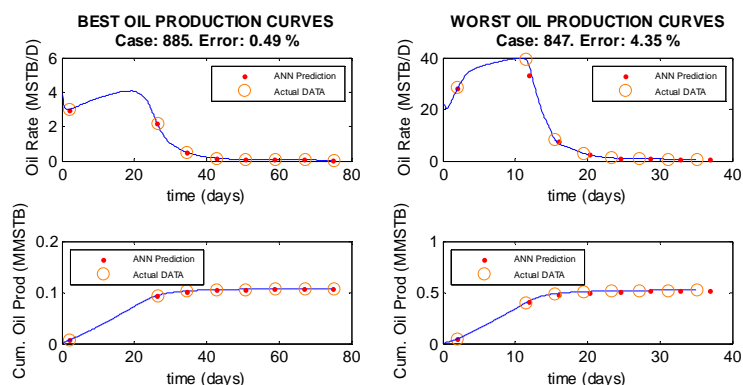 BEST OIL PRODUCTION CURVES
Case: 885. Error: 0.49 %
Oil Rate (MSTB/D)
6
4
2
0
ANN Prediction
Actual DATA
0 20 40 60 80
time (days)
WORST OIL PRODUCTION CURVES
Case: 847. Error: 4.35 %
Oil Rate (MSTB/D)
40
20
0
ANN Prediction
Actual DATA
0 10 20 30 40
time (days)
Cum. Oil Prod (MMSTB)
0.2
0.1
0
ANN Prediction
Actual DATA
0 20 40 60 80
time (days)
Cum. Oil Prod (MMSTB)
1
0.5
0
ANN Prediction
Actual DATA
0 10 20 30 40
time (days)